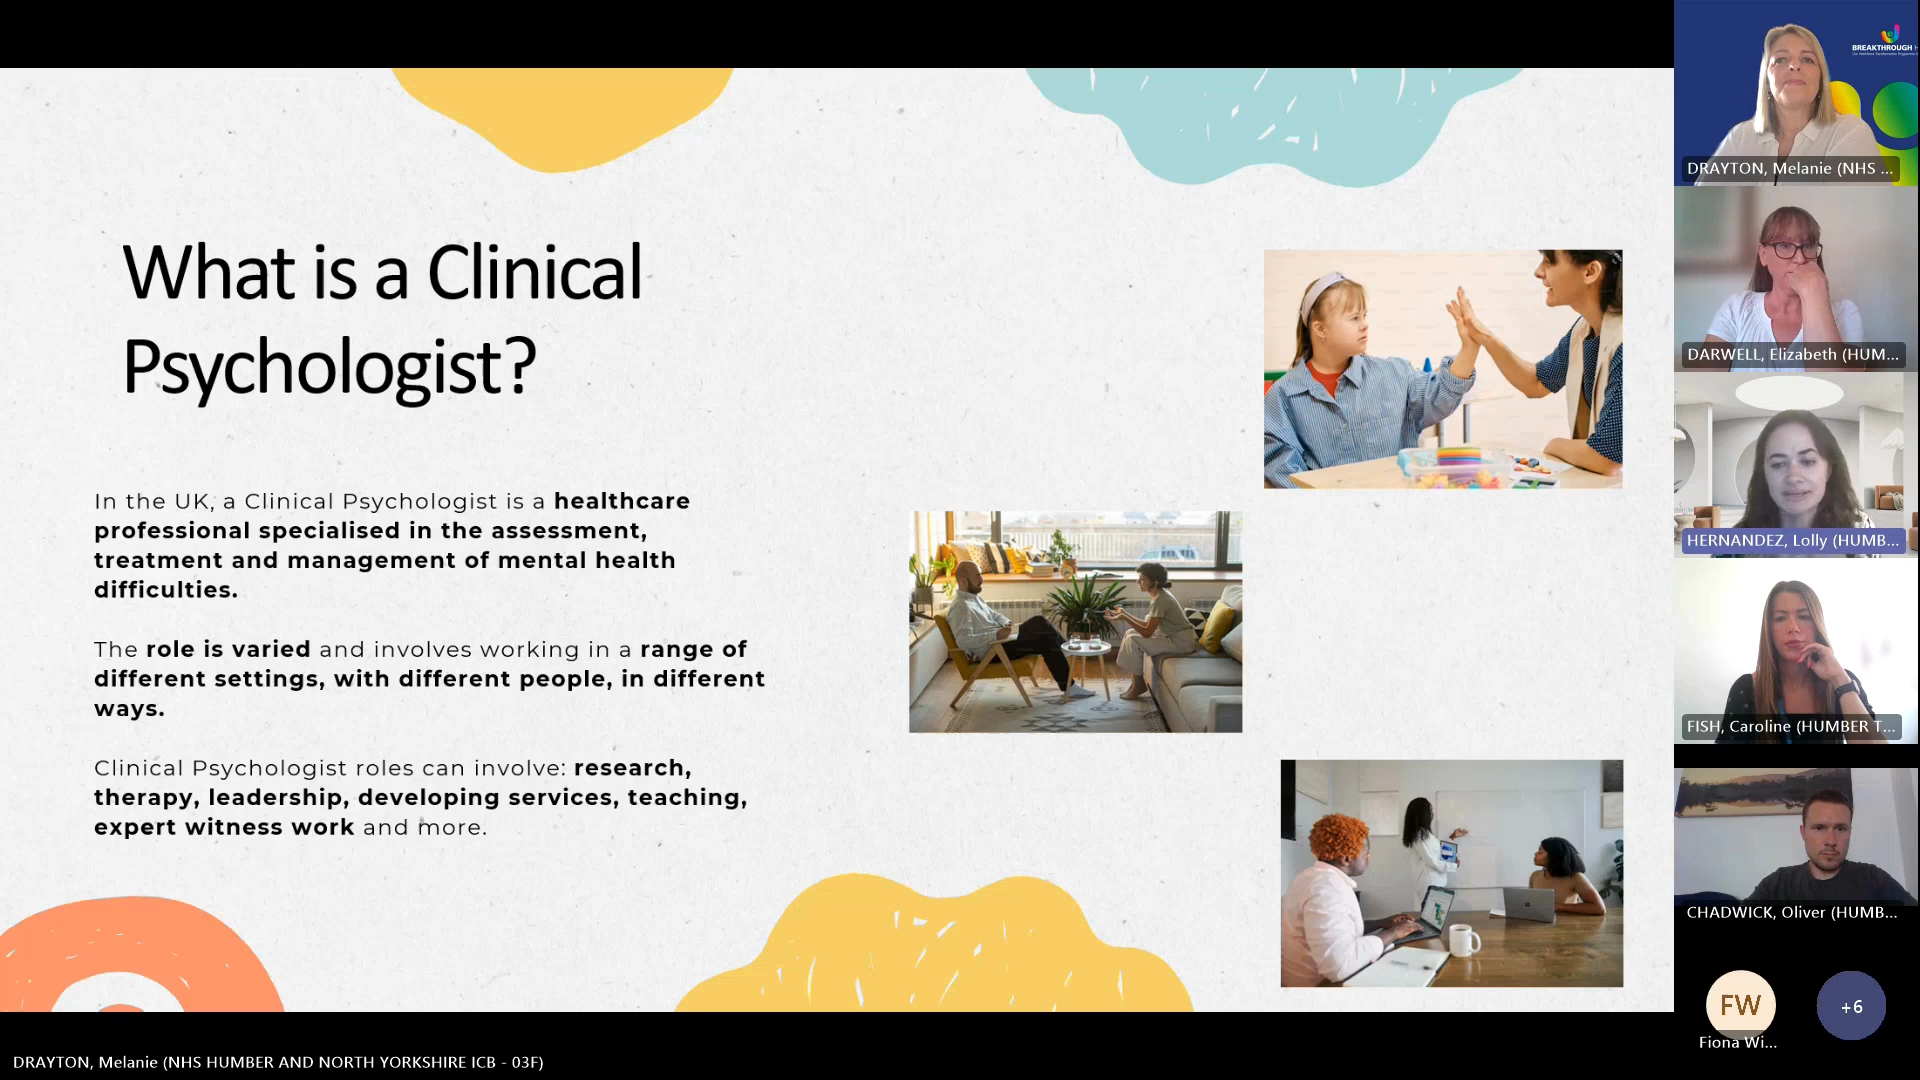 What is a Clinical
Psychologist?
In the UK, a Clinical Psychologist is a healthcare
professional specialised in the assessment,
treatment and management of mental health
difficulties.
The role is varied and involves working in a range of
different settings, with different people, in different
ways.
Clinical Psychologist roles can involve: research,
therapy, leadership, developing services, teaching,
expert witness work and more.
BREAKTHROUGH H
DRAYTON, Melanie (NHS ...
DARWELL, Elizabeth (HUM...
HERNANDEZ, Lolly (HUMB...
FISH, Caroline (HUMBER T...
CHADWICK, Oliver (HUMB...
FW
+6
Fiona Wi...
DRAYTON, Melanie (NHS HUMBER AND NORTH YORKSHIRE ICB - 03F)